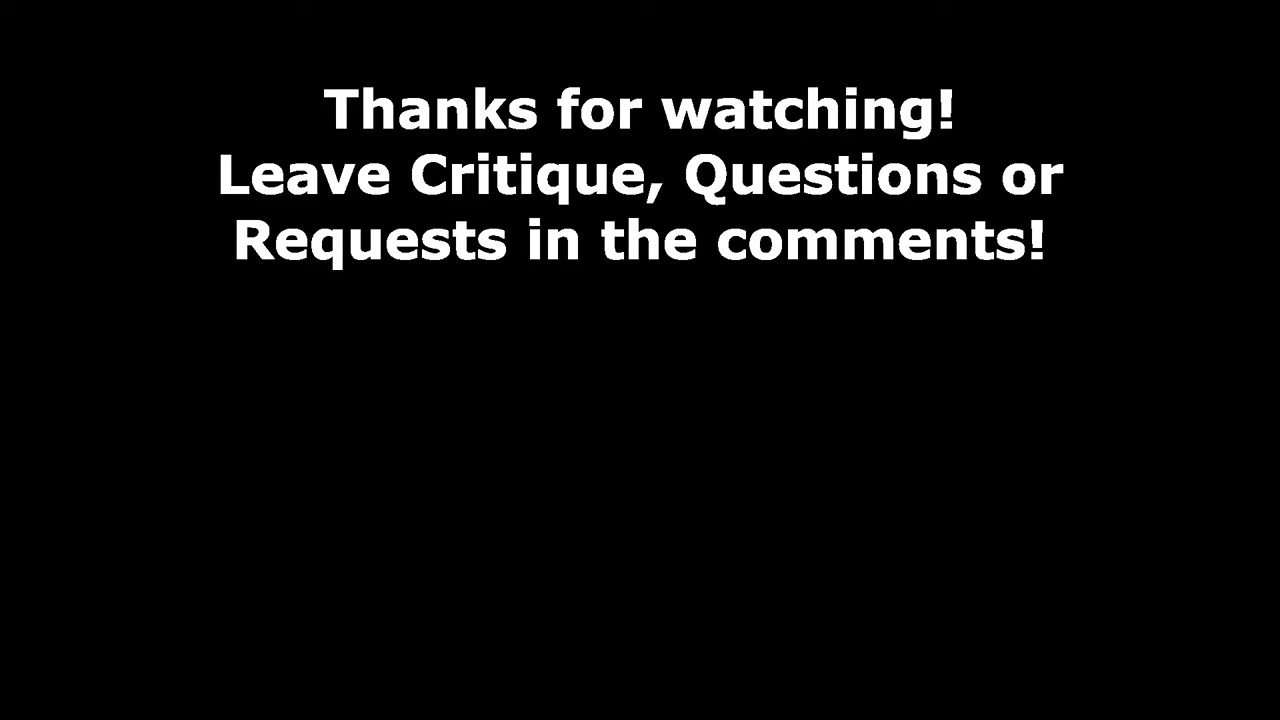 Thanks for watching!
Leave Critique, Questions or
Requests in the comments!